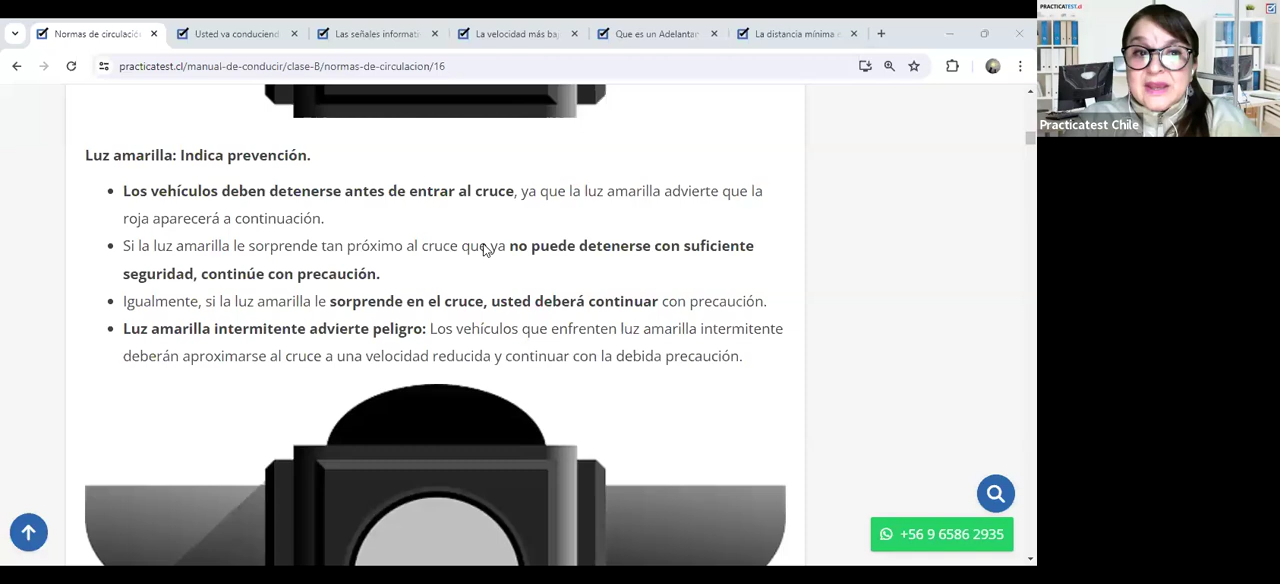 Normas de circulació
Usted va conduciend
Las señales informati
La velocidad más ba
Que es un Adelantar
La distancia mínima
practicatest.cl/manual-de-conducir/clase-B/normas-de-circulacion/16
PRACTICATEST.cl
Practicatest Chile
Luz amarilla: Indica prevención.
Los vehículos deben detenerse antes de entrar al cruce, ya que la luz amarilla advierte que la
roja aparecerá a continuación.
Si la luz amarilla le sorprende tan próximo al cruce que ya no puede detenerse con suficiente
seguridad, continúe con precaución.
Igualmente, si la luz amarilla le sorprende en el cruce, usted deberá continuar con precaución.
Luz amarilla intermitente advierte peligro: Los vehículos que enfrenten luz amarilla intermitente
deberán aproximarse al cruce a una velocidad reducida y continuar con la debida precaución.
+56 9 6586 2935